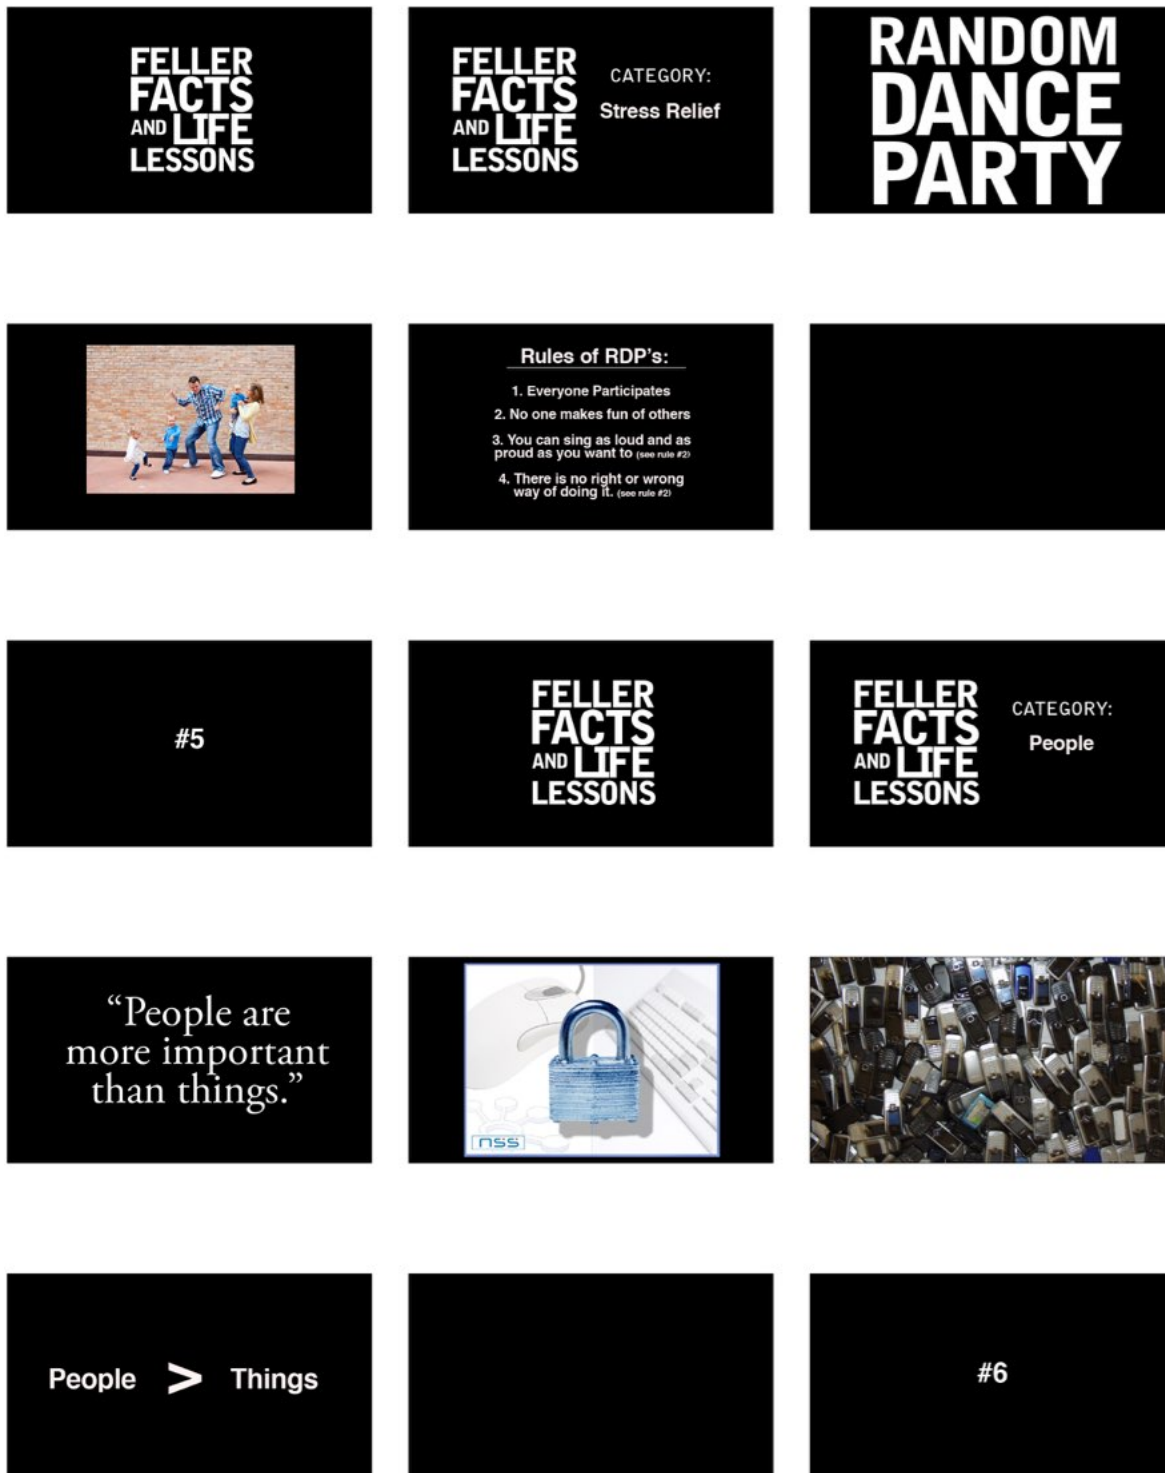 FELLER
FACTS
AND LIFE
LESSONS
FELLER
FACTS
AND LIFE
LESSONS
CATEGORY:
Stress Relief
RANDOM
DANCE
PARTY
Rules of RDP's:
1. Everyone Participates
2. No one makes fun of others
3. You can sing as loud and as
proud as you want to (see rule #2)
4. There is no right or wrong
way of doing it. (see rule #2)
#5
FELLER
FACTS
AND LIFE
LESSONS
FELLER
FACTS
AND LIFE
LESSONS
CATEGORY:
People
“People are
more important
than things.”
nss
People > Things
#6